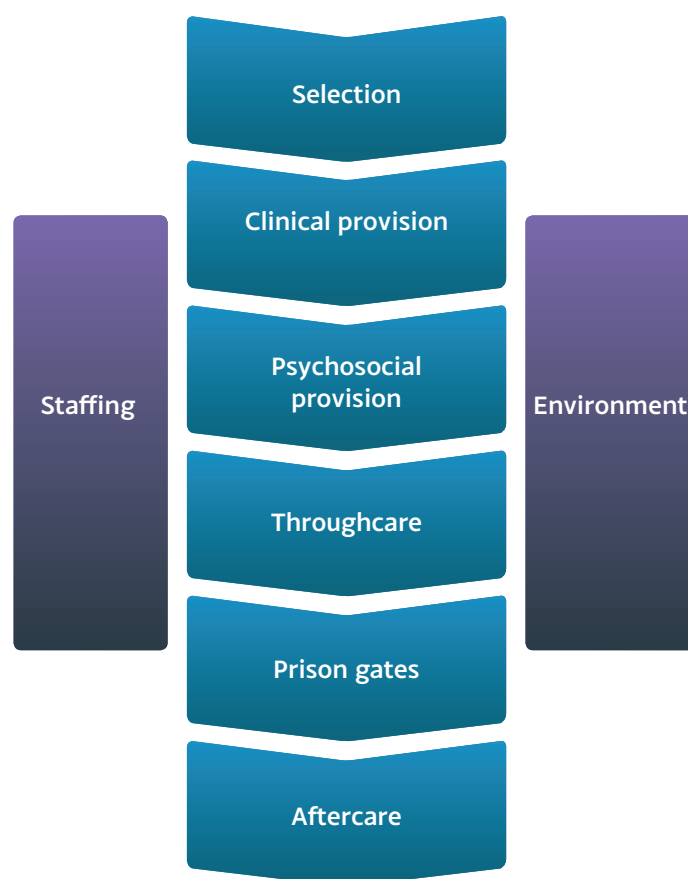 Selection
Clinical provision
Psychosocial
provision
Staffing
Environment
Throughcare
Prison gates
Aftercare